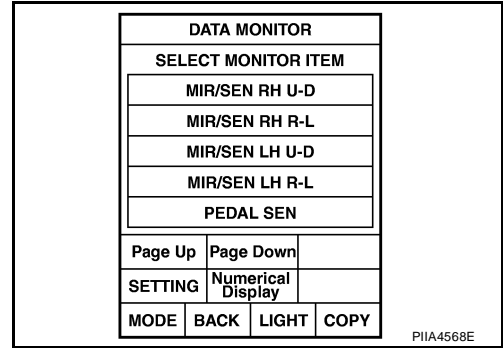 DATA MONITOR
SELECT MONITOR ITEM
MIR/SEN RH U-D
MIR/SEN RH R-L
MIR/SEN LH U-D
MIR/SEN LH R-L
PEDAL SEN
Page Up Page Down
SETTING Numerical
Display
MODE BACK LIGHT COPY
PIIA4568E